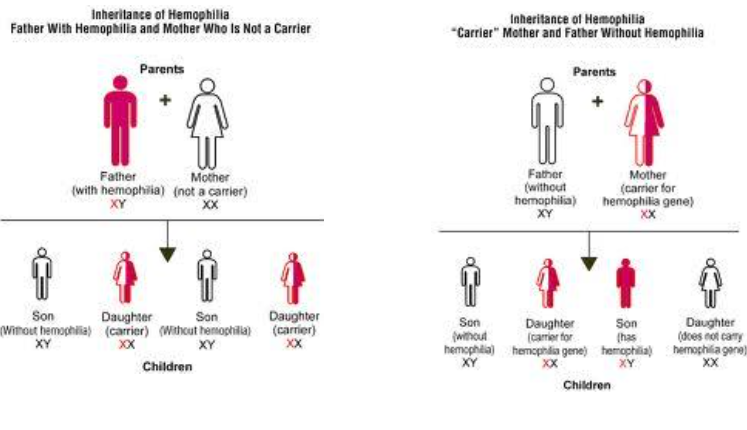 Inheritance of Hemophilia
Father With Hemophilia and Mother Who Is Not a Carrier
Parents
+
Father
(with hemophilia)
XY
Mother
(not a carrier)
XX
Son
(Without hemophilia)
XY
Daughter
(carrier)
XX
Son
(Without hemophilia)
XY
Daughter
(carrier)
XX
Children
Inheritance of Hemophilia
“Carrier” Mother and Father Without Hemophilia
Parents
+
Father
(without
hemophilia)
XY
Mother
(carrier for
hemophilia gene)
XX
Son
(without
hemophilia)
XY
Daughter
(carrier for
hemophilia gene)
XX
Son
(has
hemophilia)
XY
Daughter
(does not carry
hemophilia gene)
XX
Children